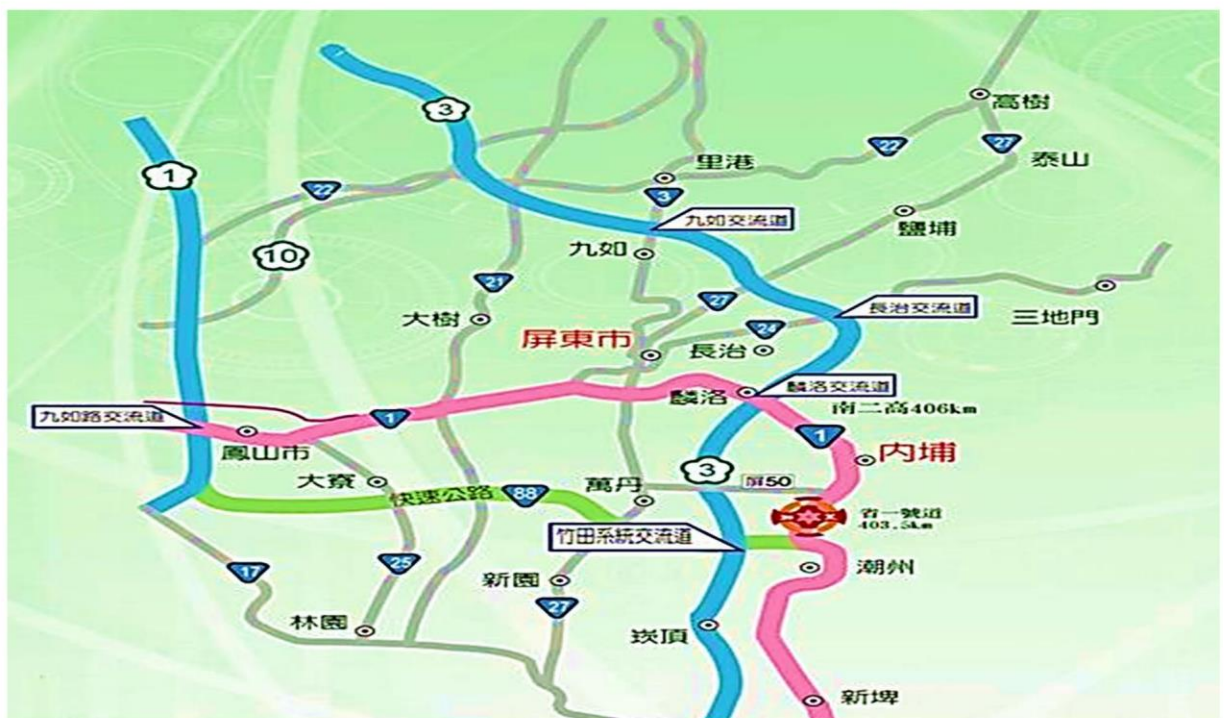 3
高樹
22
27
泰山
1
里港
22
3
九如交流道
鹽埔
九如
10
21
27
長治交流道
三地門
大樹
屏東市
24
長治
麟洛交流道
麟洛
南二高406km
九如路交流道
1
1
內埔
鳳山市
3
大寮
快速公路
88
萬丹
屏50
省一號道
403.5km
竹田系統交流道
17
25
新園
潮州
27
林園
崁頂
新埤